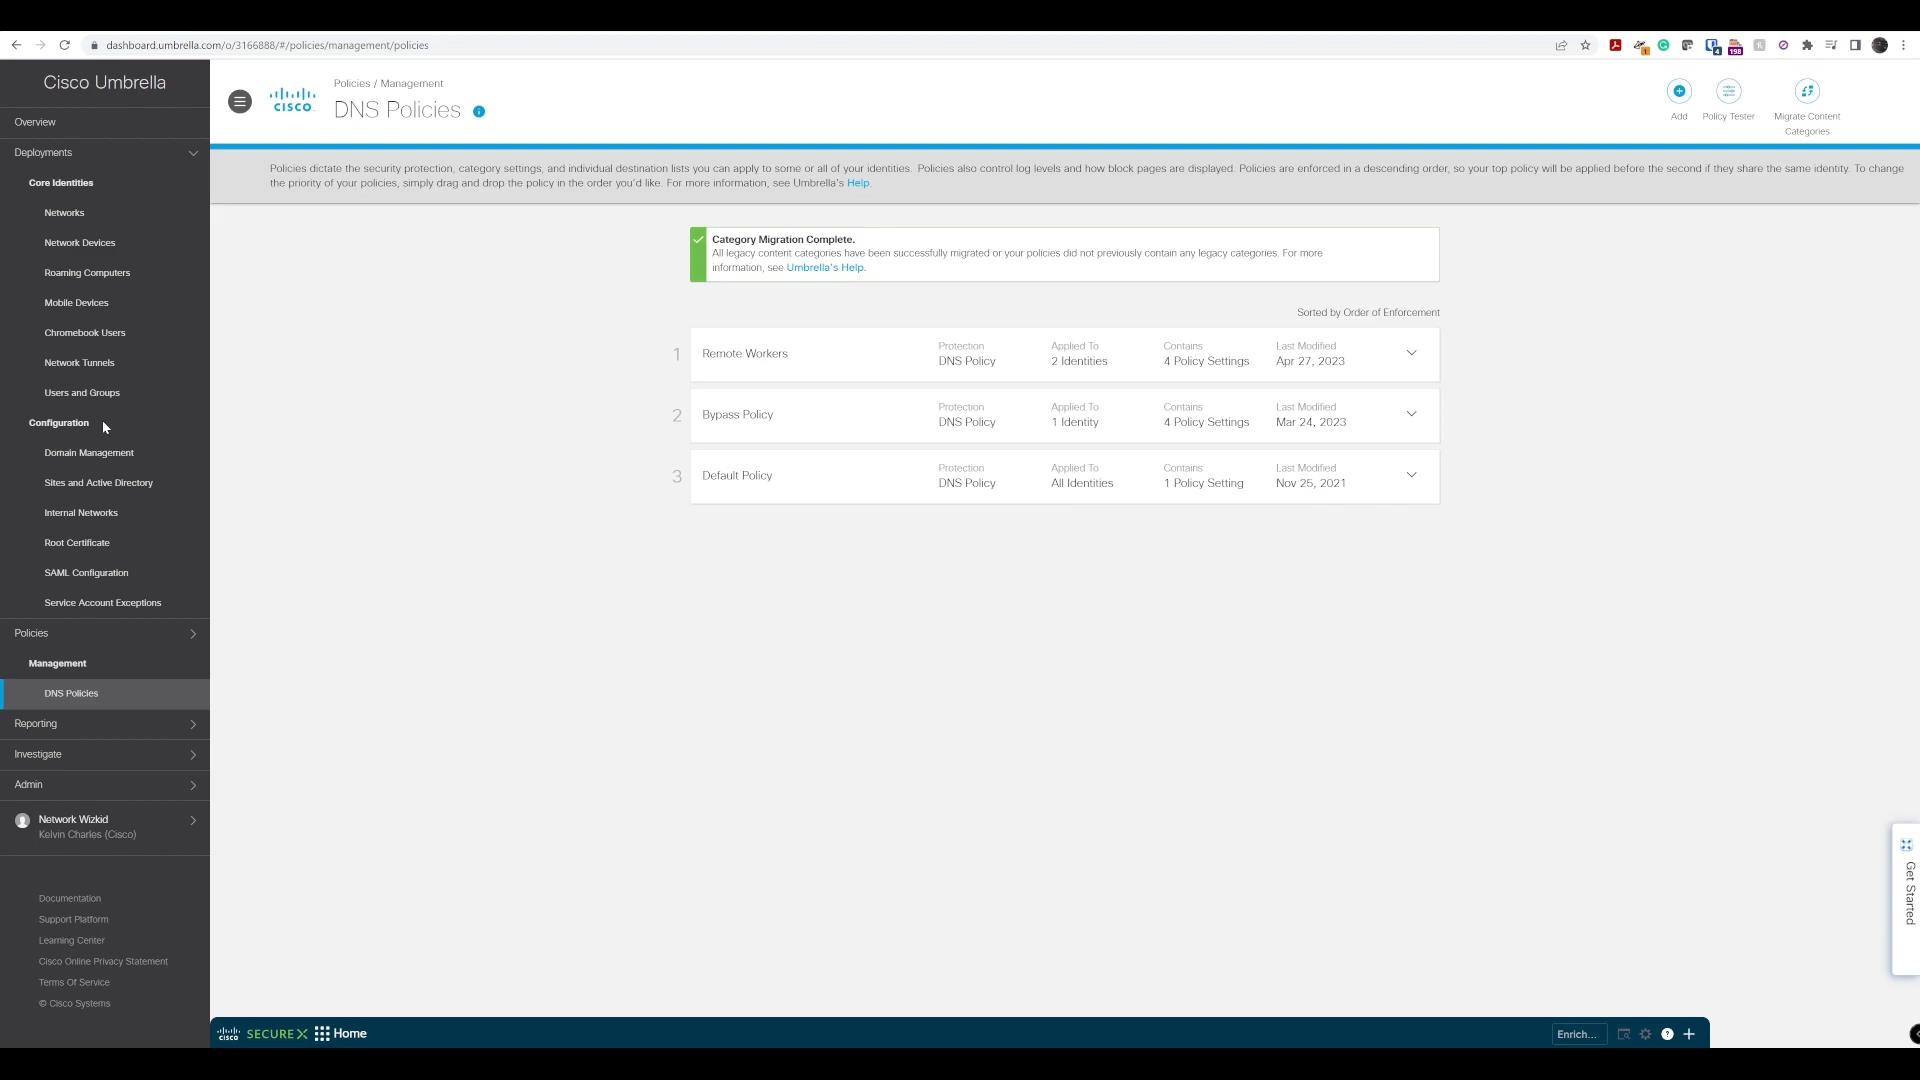 dashboard.umbrella.com/o/3166888/#/policies/management/policies
1
4
198
Cisco Umbrella
Overview
Deployments
Core Identities
Networks
Network Devices
Roaming Computers
Mobile Devices
Chromebook Users
Network Tunnels
Users and Groups
Configuration
Domain Management
Sites and Active Directory
Internal Networks
Root Certificate
SAML Configuration
Service Account Exceptions
Policies
Management
DNS Policies
Reporting
Investigate
Admin
Network Wizkid
Kelvin Charles (Cisco)
Documentation
Support Platform
Learning Center
Cisco Online Privacy Statement
Terms Of Service
© Cisco Systems
CISCO
Policies / Management
DNS Policies
Add
Policy Tester
Migrate Content
Categories
Policies dictate the security protection, category settings, and individual destination lists you can apply to some or all of your identities. Policies also control log levels and how block pages are displayed. Policies are enforced in a descending order, so your top policy will be applied before the second if they share the same identity. To change
the priority of your policies, simply drag and drop the policy in the order you'd like. For more information, see Umbrella's Help.
Category Migration Complete.
All legacy content categories have been successfully migrated or your policies did not previously contain any legacy categories. For more
information, see Umbrella's Help.
Sorted by Order of Enforcement
1 Remote Workers
Protection
DNS Policy
Applied To
2 Identities
Contains
4 Policy Settings
Last Modified
Apr 27, 2023
2 Bypass Policy
Protection
DNS Policy
Applied To
1 Identity
Contains
4 Policy Settings
Last Modified
Mar 24, 2023
3 Default Policy
Protection
DNS Policy
Applied To
All Identities
Contains
1 Policy Setting
Last Modified
Nov 25, 2021
Get Started
CISCO SECUREX Home
Enrich...